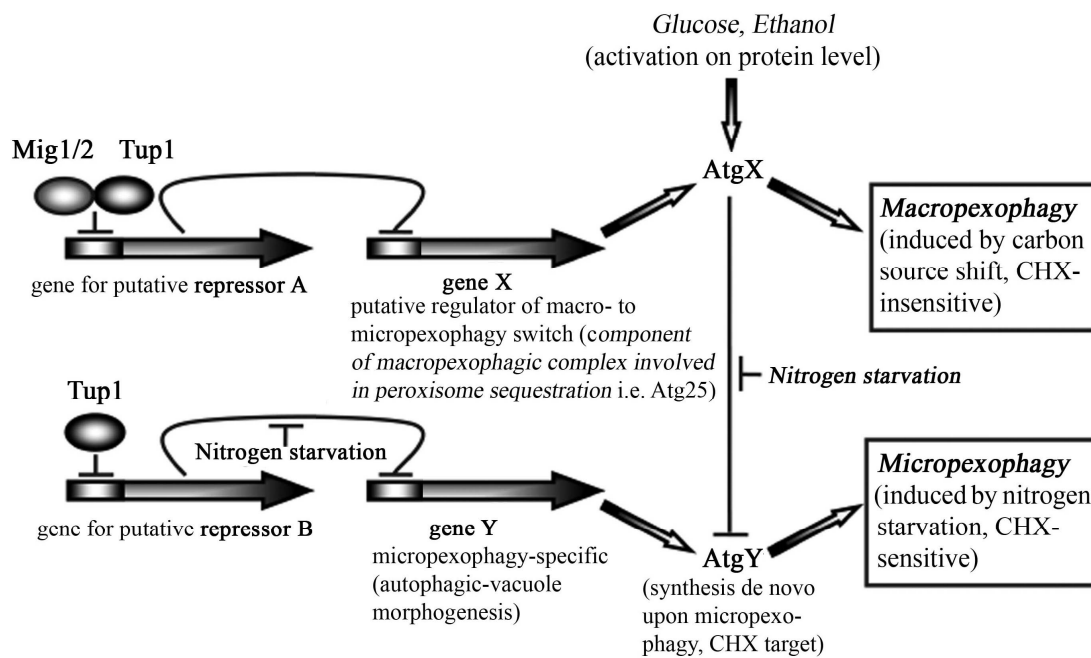 Glucose, Ethanol
(activation on protein level)
Mig1/2 Tup1
AtgX
gene for putative repressor A
gene X
putative regulator of macro- to
micropexophagy switch (component
of macropexophagic complex involved
in peroxisome sequestration i.e. Atg25)
Macropexophagy
(induced by carbon
source shift, CHX-
insensitive)
Nitrogen starvation
Tup1
Nitrogen starvation
gene for putative repressor B
gene Y
micropexophagy-specific
(autophagic-vacuole
morphogenesis)
AtgY
(synthesis de novo
upon micropexo-
phagy, CHX target)
Micropexophagy
(induced by nitrogen
starvation, CHX-
sensitive)